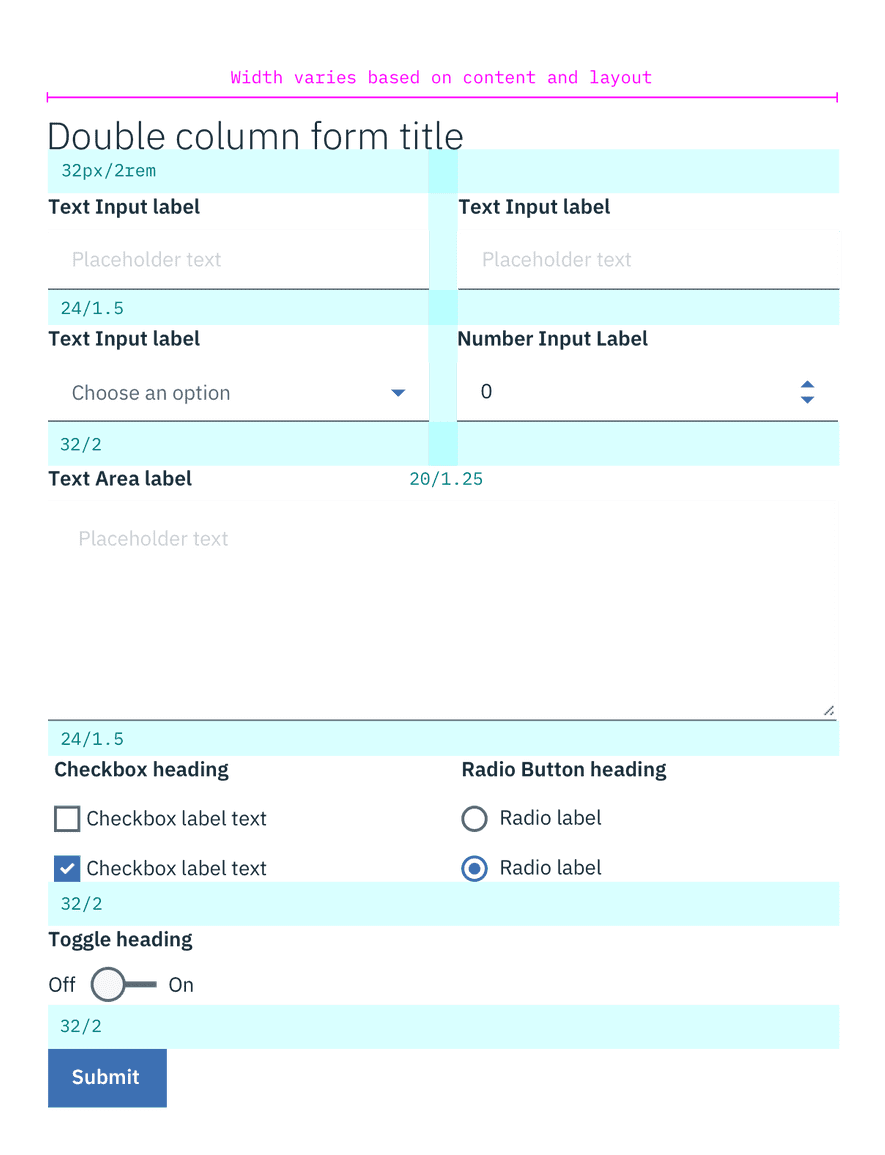 Width varies based on content and layout
Double column form title
32px/2rem
Text Input label
Text Input label
Placeholder text
Placeholder text
24/1.5
Text Input label
Number Input Label
Choose an option
0
32/2
Text Area label
20/1.25
Placeholder text
24/1.5
Checkbox heading
Radio Button heading
Checkbox label text
Radio label
Checkbox label text
Radio label
32/2
Toggle heading
Off On
32/2
Submit